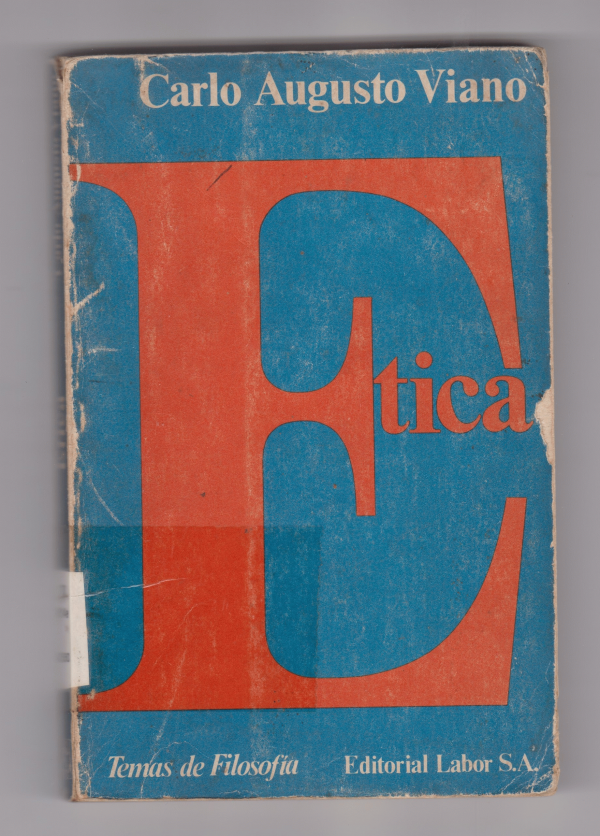 Carlo Augusto Viano
Etica
Temas de Filosofía Editorial Labor S.A.